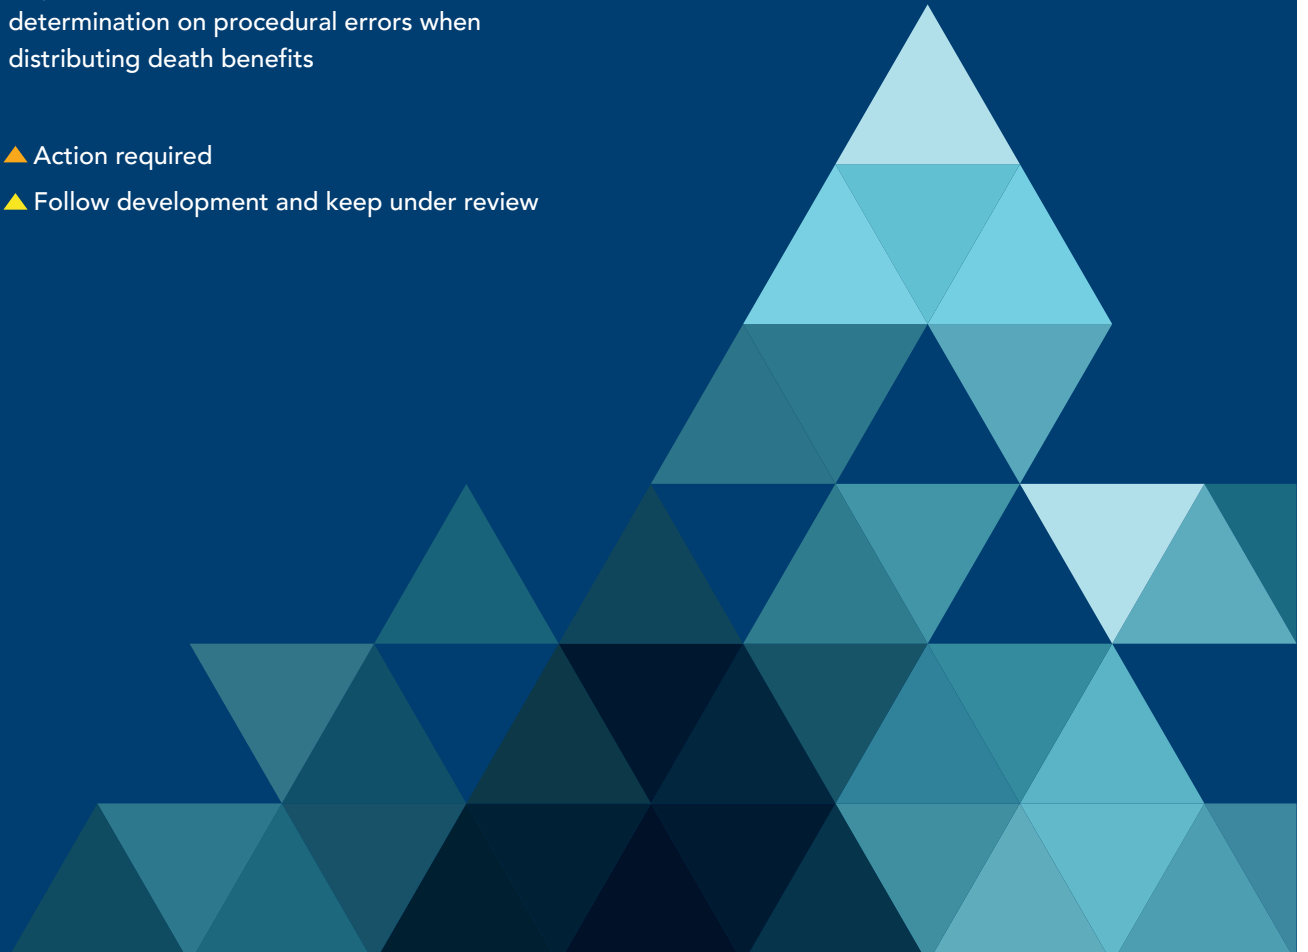 determination on procedural errors when
distributing death benefits
Action required
Follow development and keep under review